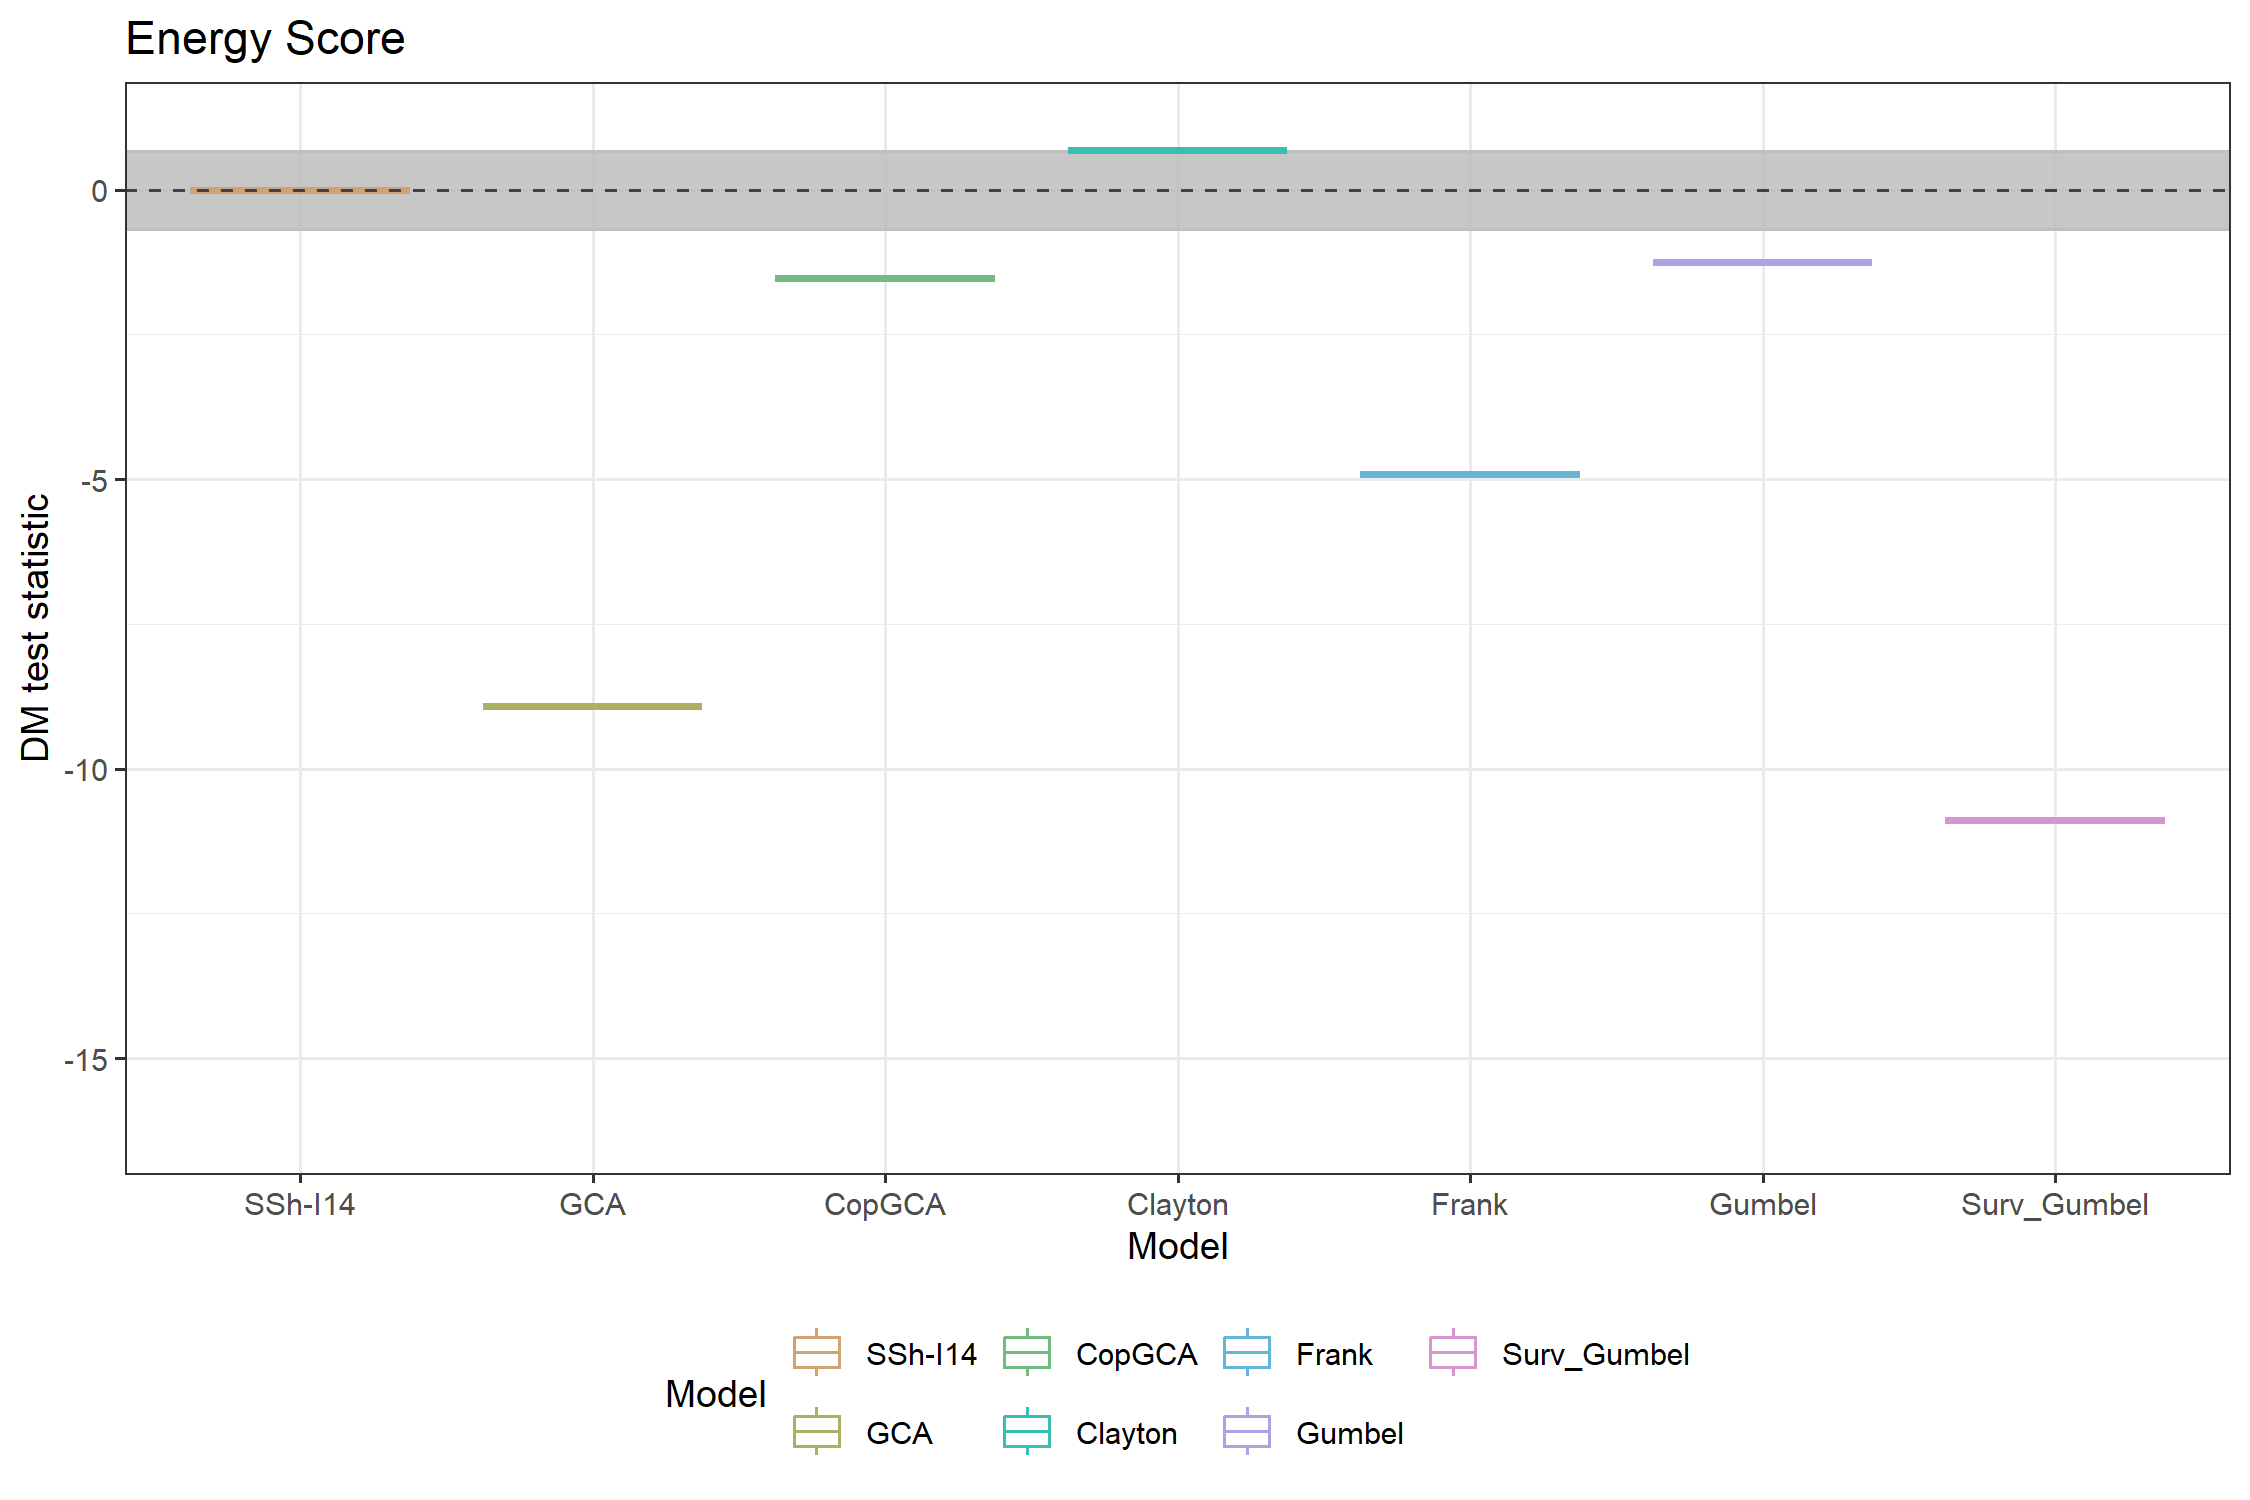 Energy Score
DM test statistic
0
-5
-10
-15
SSh-I14 GCA CopGCA Clayton Frank Gumbel Surv_Gumbel
Model
Model
SSh-I14 CopGCA Frank Surv_Gumbel
GCA Clayton Gumbel